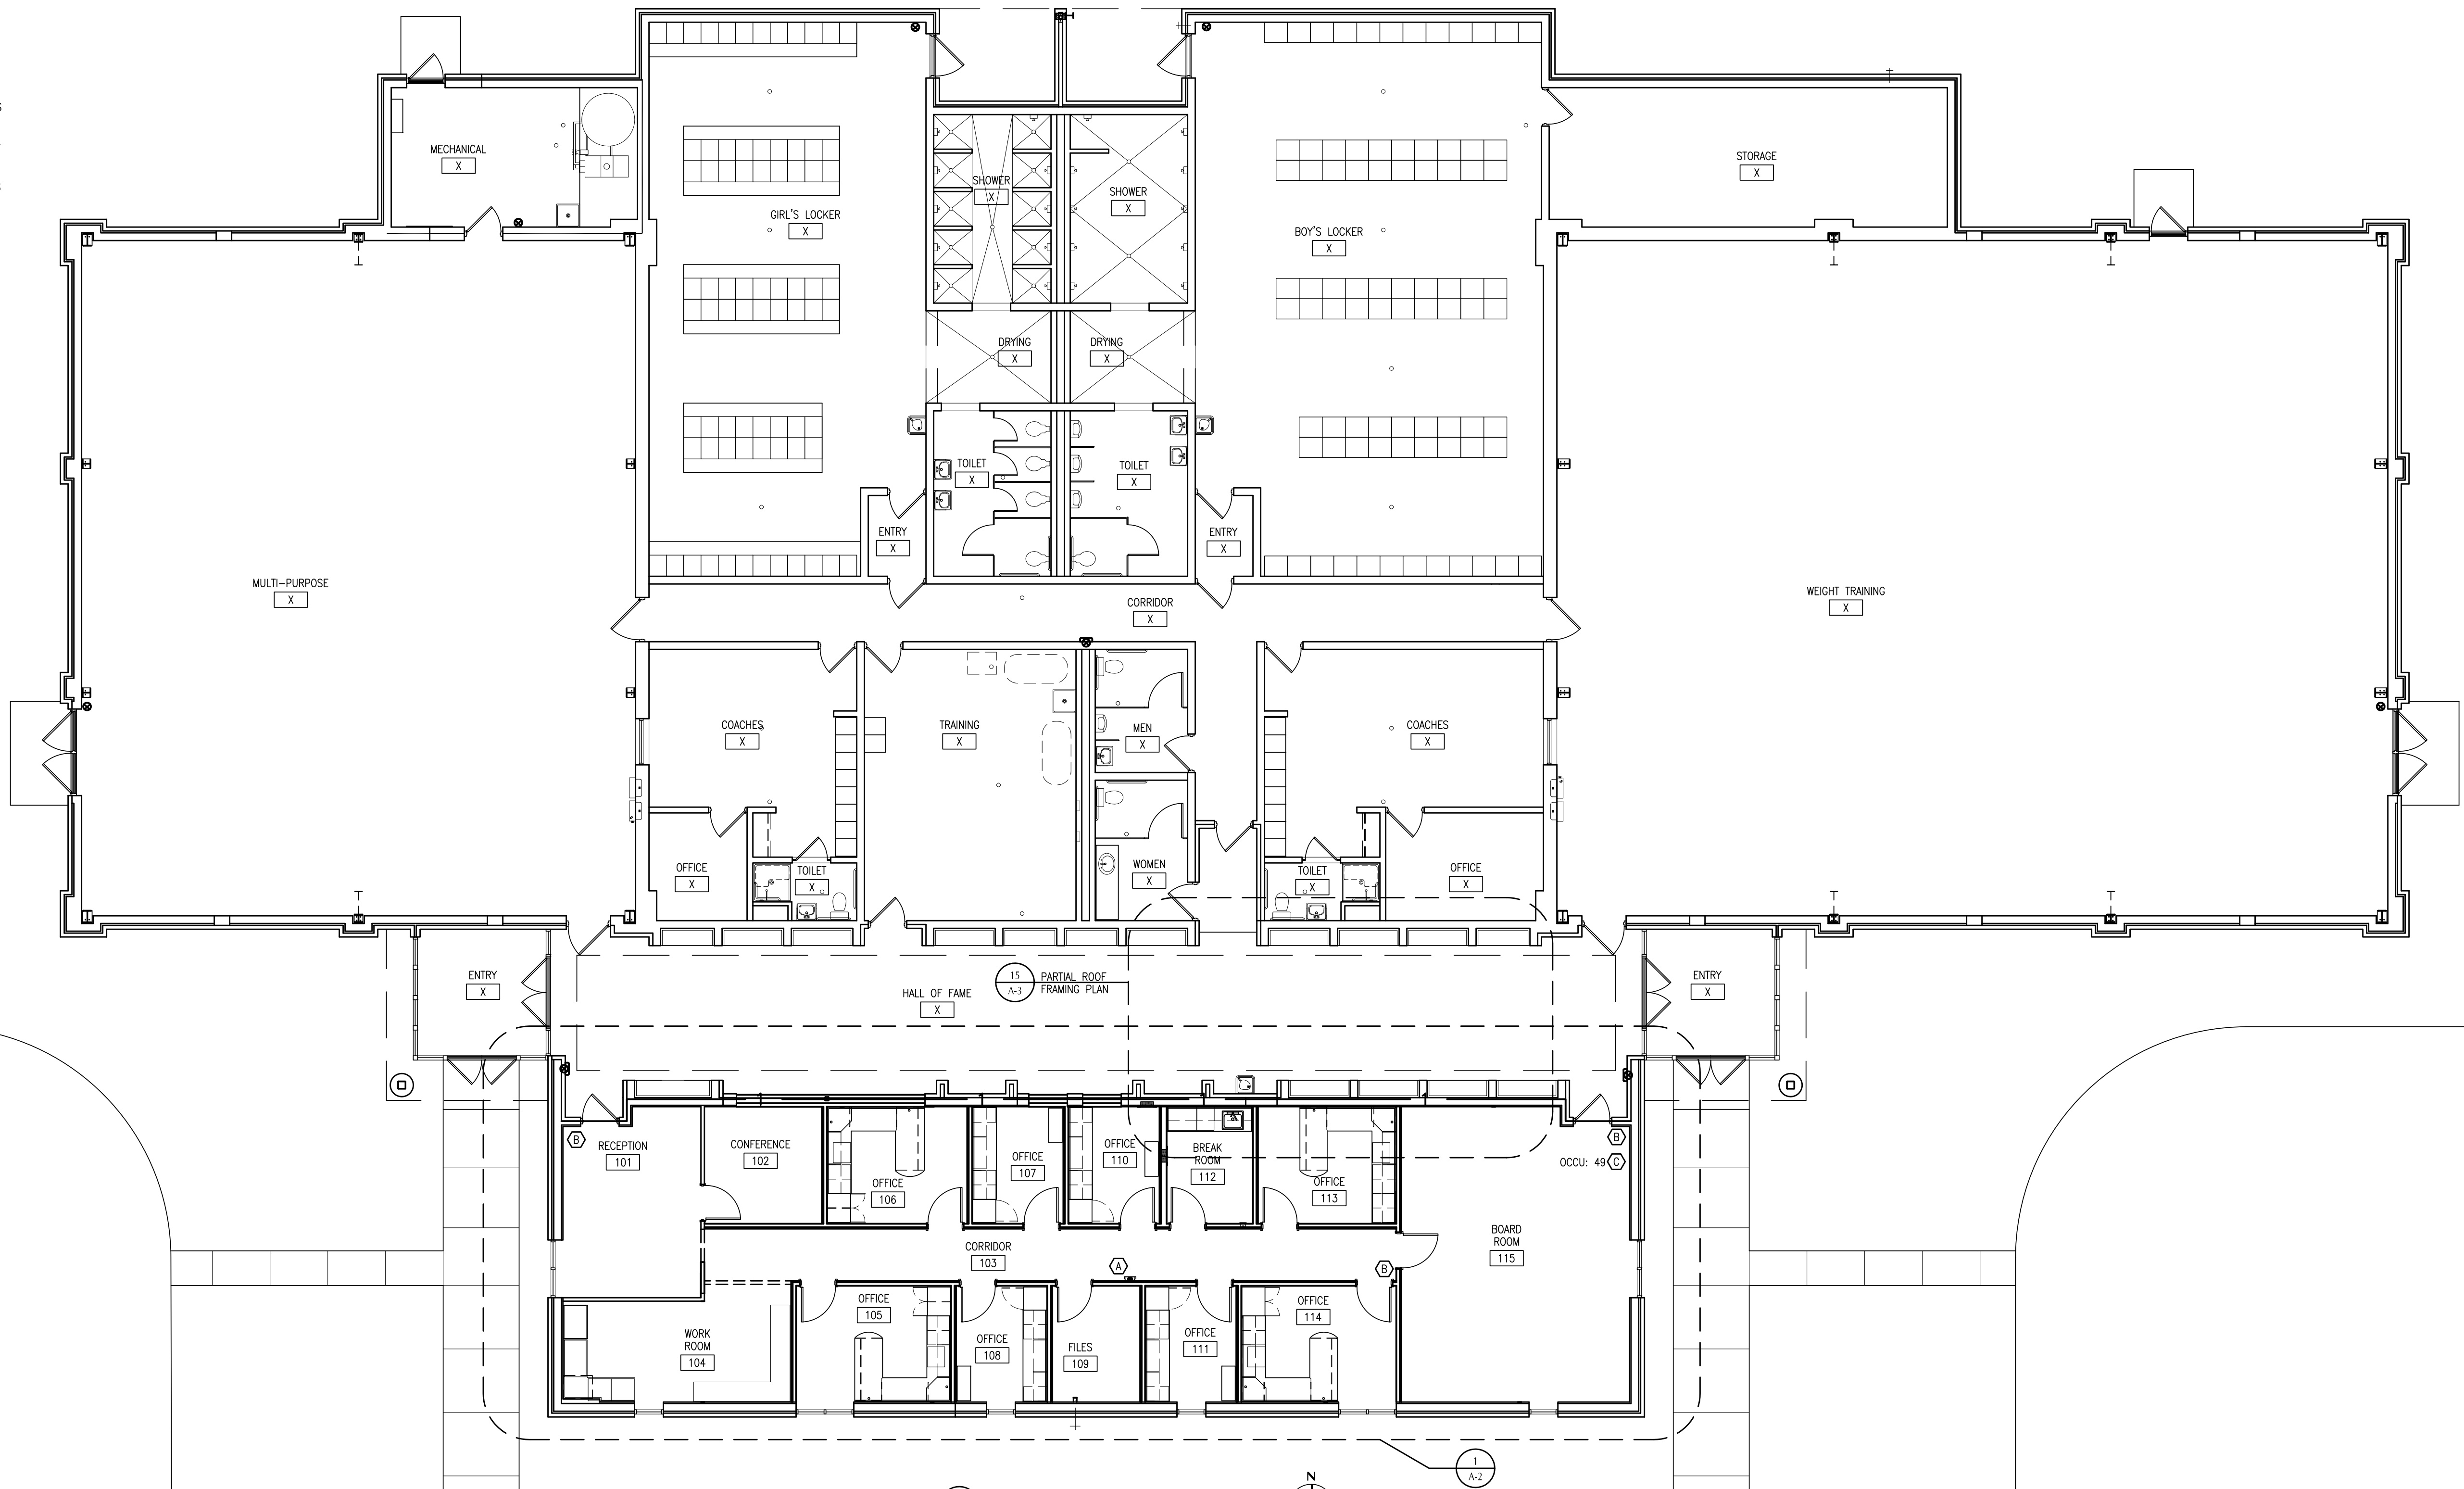 MECHANICAL
X
STORAGE
X
SHOWER
X
SHOWER
X
GIRL'S LOCKER
X
BOY'S LOCKER
X
DRYING
X
DRYING
X
TOILET
X
TOILET
X
ENTRY
X
ENTRY
X
MULTI-PURPOSE
X
CORRIDOR
X
WEIGHT TRAINING
X
COACHES
X
TRAINING
X
MEN
X
COACHES
X
OFFICE
X
TOILET
X
WOMEN
X
TOILET
X
OFFICE
X
ENTRY
X
HALL OF FAME
X
15
A-3
PARTIAL ROOF
FRAMING PLAN
ENTRY
X
B
RECEPTION
101
CONFERENCE
102
OFFICE
106
OFFICE
107
OFFICE
110
BREAK
ROOM
112
OFFICE
113
B
OCCU: 49
C
CORRIDOR
103
A
B
BOARD
ROOM
115
WORK
ROOM
104
OFFICE
105
OFFICE
108
FILES
109
OFFICE
111
OFFICE
114
1
A-2
N